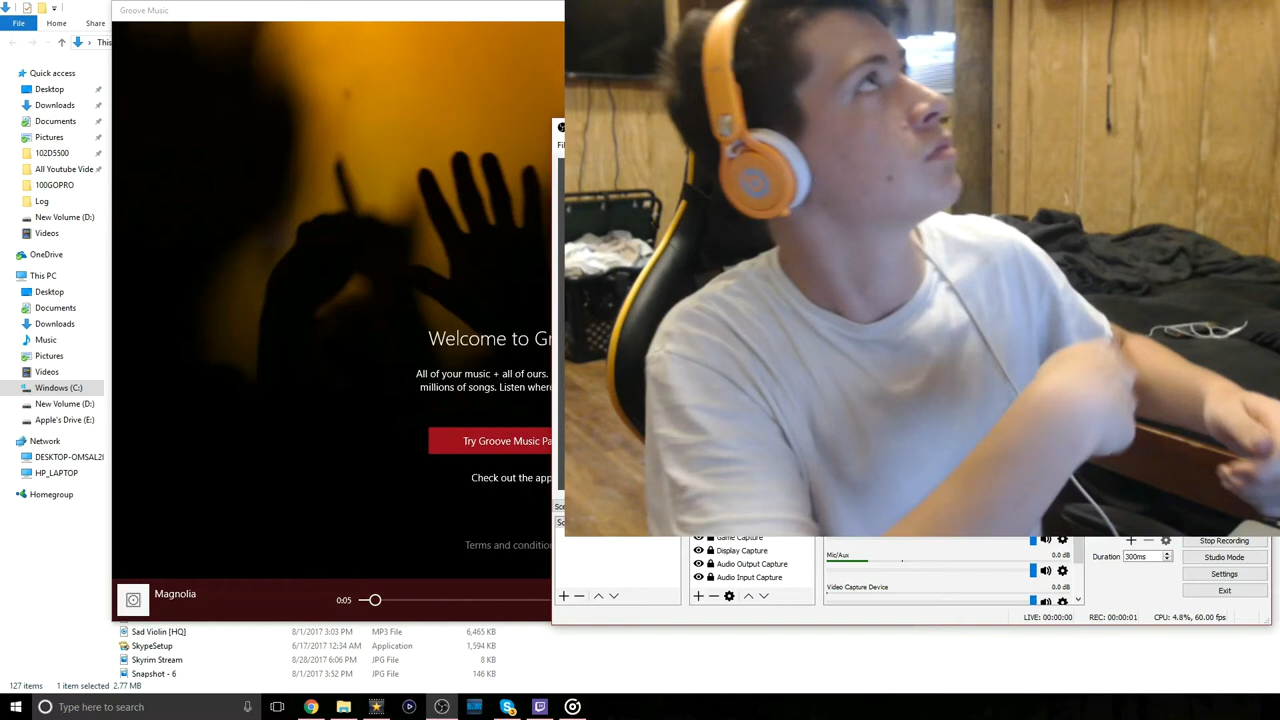 Groove Music
File
Home
Share
This
Quick access
Desktop
Downloads
Documents
Pictures
102D5500
All Youtube Vide
100GOPRO
Log
New Volume (D:)
Videos
OneDrive
This PC
Desktop
Documents
Downloads
Music
Pictures
Videos
Windows (C:)
New Volume (D:)
Apple's Drive (E:)
Network
DESKTOP-OMSAL2I
HP_LAPTOP
Homegroup
Welcome to Gr
All of your music + all of ours.
millions of songs. Listen where
Try Groove Music Pa
Check out the app
Terms and conditio
Magnolia
0:05
Sad Violin [HQ] 8/1/2017 3:03 PM MP3 File 6,465 KB
SkypeSetup 6/17/2017 12:34 AM Application 1,594 KB
Skyrim Stream 8/28/2017 6:06 PM JPG File 8 KB
Snapshot - 6 8/1/2017 3:52 PM JPG File 146 KB
127 items 1 item selected 2.77 MB
Game Capture
Display Capture
Audio Output Capture
Audio Input Capture
Mic/Aux 0.0 dB
Video Capture Device 0.0 dB
Duration 300ms
Stop Recording
Studio Mode
Settings
Exit
LIVE: 00:00:00 REC: 00:00:01 CPU: 4.8%, 60.00 fps
Type here to search